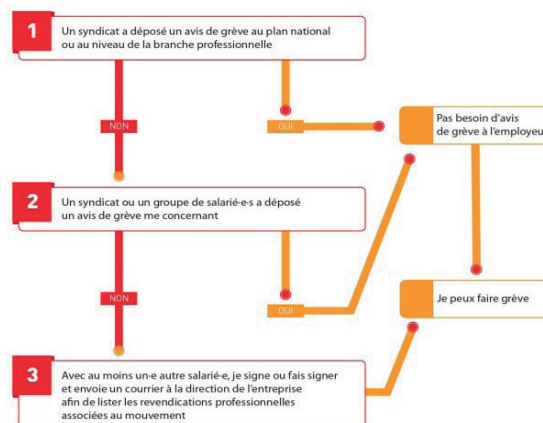 1
Un syndicat a déposé un avis de grève au plan national
ou au niveau de la branche professionnelle
NON
OUI
Pas besoin d'avis
de grève à l'employeu
2
Un syndicat ou un groupe de salarié·e·s a déposé
un avis de grève me concernant
NON
OUI
Je peux faire grève
3
Avec au moins un·e autre salarié·e, je signe ou fais signer
et envoie un courrier à la direction de l'entreprise
afin de lister les revendications professionnelles
associées au mouvement